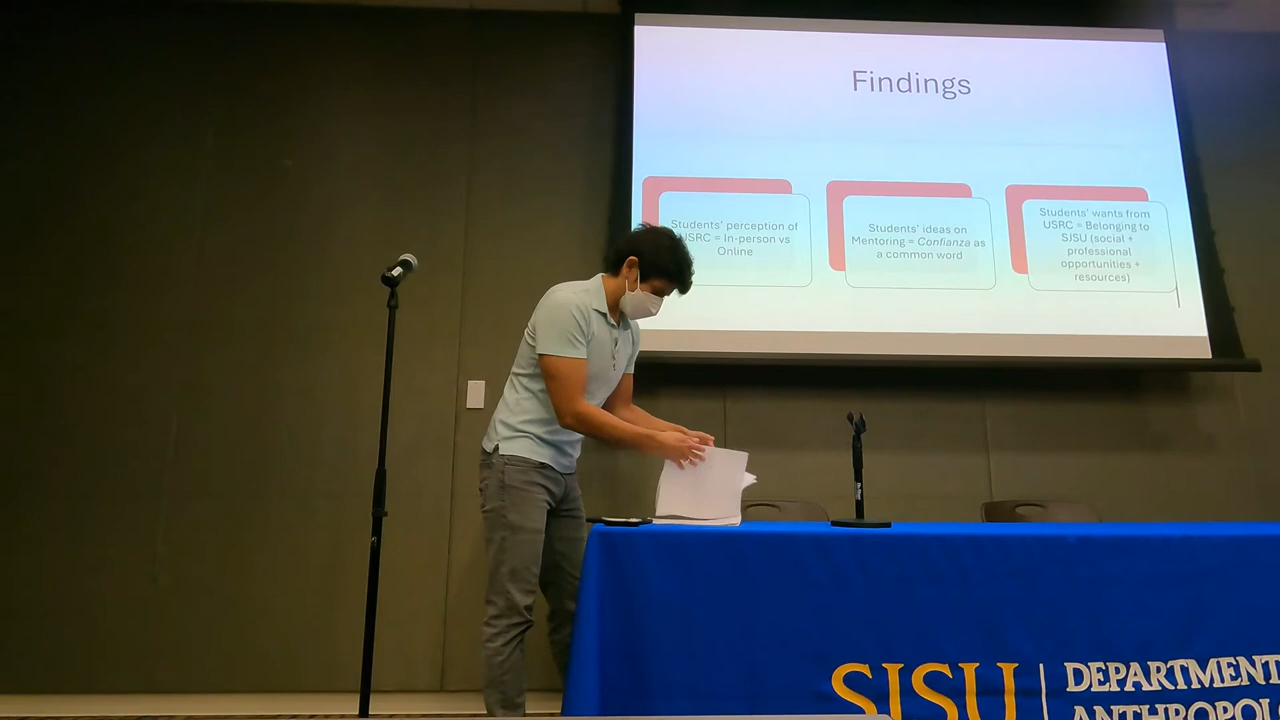 Findings
Students' perception of
USRC = In-person vs
Online
Students' ideas on
Mentoring = Confianza as
a common word
Students' wants from
USRC = Belonging to
SJSU (social +
professional
opportunities +
resources)
SJSU
DEPARTMENT
ANTHROPOL